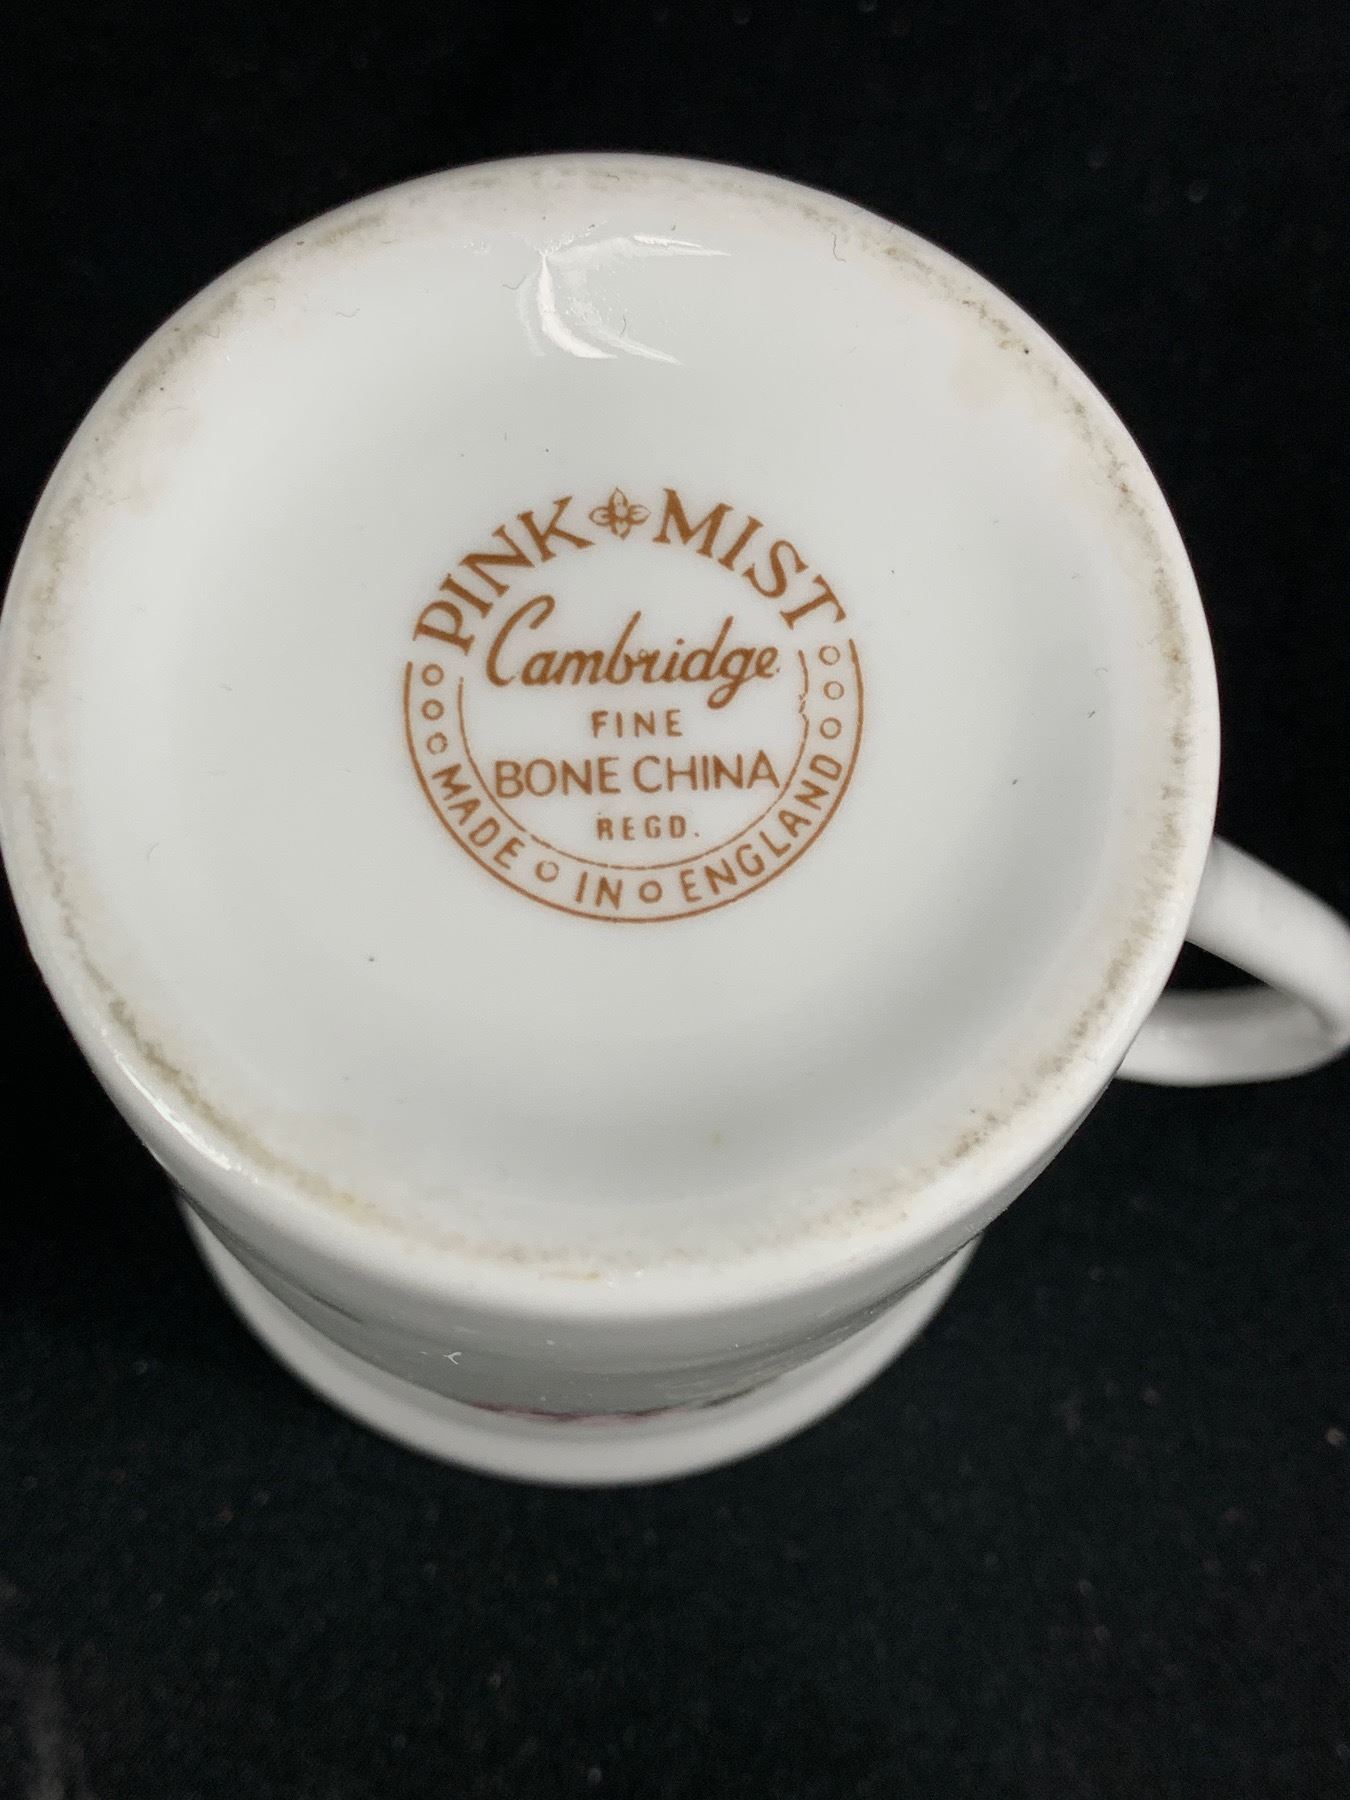 PINK MIST
Cambridge
FINE
BONE CHINA
REGD.
MADE IN ENGLAND